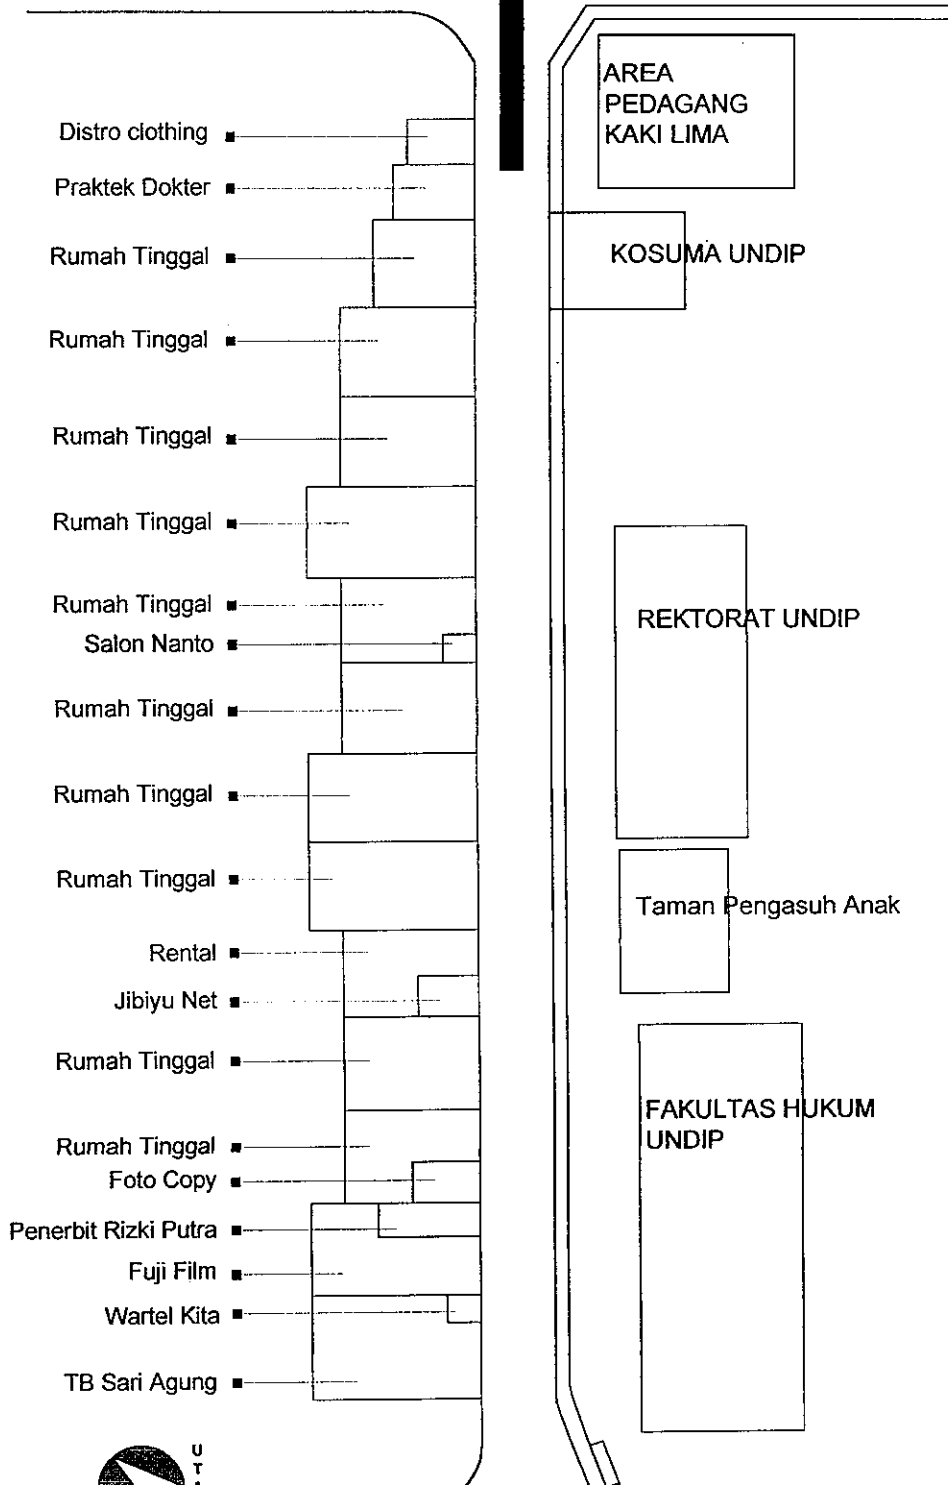 Distro clothing
Praktek Dokter
Rumah Tinggal
Rumah Tinggal
Rumah Tinggal
Rumah Tinggal
Rumah Tinggal
Salon Nanto
Rumah Tinggal
Rumah Tinggal
Rumah Tinggal
Rental
Jibiyu Net
Rumah Tinggal
Rumah Tinggal
Foto Copy
Penerbit Rizki Putra
Fuji Film
Wartel Kita
TB Sari Agung
AREA
PEDAGANG
KAKI LIMA
KOSUMA UNDIP
REKTORAT UNDIP
Taman Pengasuh Anak
FAKULTAS HUKUM
UNDIP
U
T